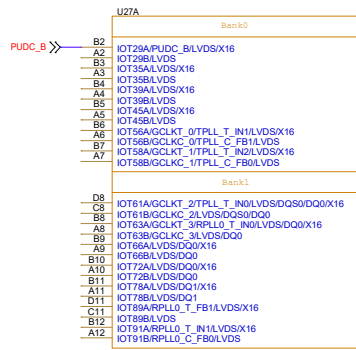 U27A
Bank0
PUDC_B
B2 IOT29A/PUDC_B/LVDS/X16
A2 IOT29B/LVDS
B3 IOT35A/LVDS/X16
A3 IOT35B/LVDS
B4 IOT39A/LVDS/X16
A4 IOT39B/LVDS
B5 IOT45A/LVDS/X16
A5 IOT45B/LVDS
B6 IOT56A/GCLKT_0/TPLL_T_IN1/LVDS/X16
A6 IOT56B/GCLKC_0/TPLL_C_FB1/LVDS
B7 IOT58A/GCLKT_1/TPLL_T_IN2/LVDS/X16
A7 IOT58B/GCLKC_1/TPLL_C_FB0/LVDS
Bank1
D8 IOT61A/GCLKT_2/TPLL_T_IN0/LVDS/DQS0/DQ0/X16
C8 IOT61B/GCLKC_2/LVDS/DQS0/DQ0
B8 IOT63A/GCLKT_3/RPLL0_T_IN0/LVDS/DQ0/X16
A8 IOT63B/GCLKC_3/LVDS/DQ0
B9 IOT66A/LVDS/DQ0/X16
A9 IOT66B/LVDS/DQ0
B10 IOT72A/LVDS/DQ0/X16
A10 IOT72B/LVDS/DQ0
B11 IOT78A/LVDS/DQ1/X16
A11 IOT78B/LVDS/DQ1
D11 IOT89A/RPLL0_T_FB1/LVDS/X16
C11 IOT89B/LVDS
B12 IOT91A/RPLL0_T_IN1/LVDS/X16
A12 IOT91B/RPLL0_C_FB0/LVDS